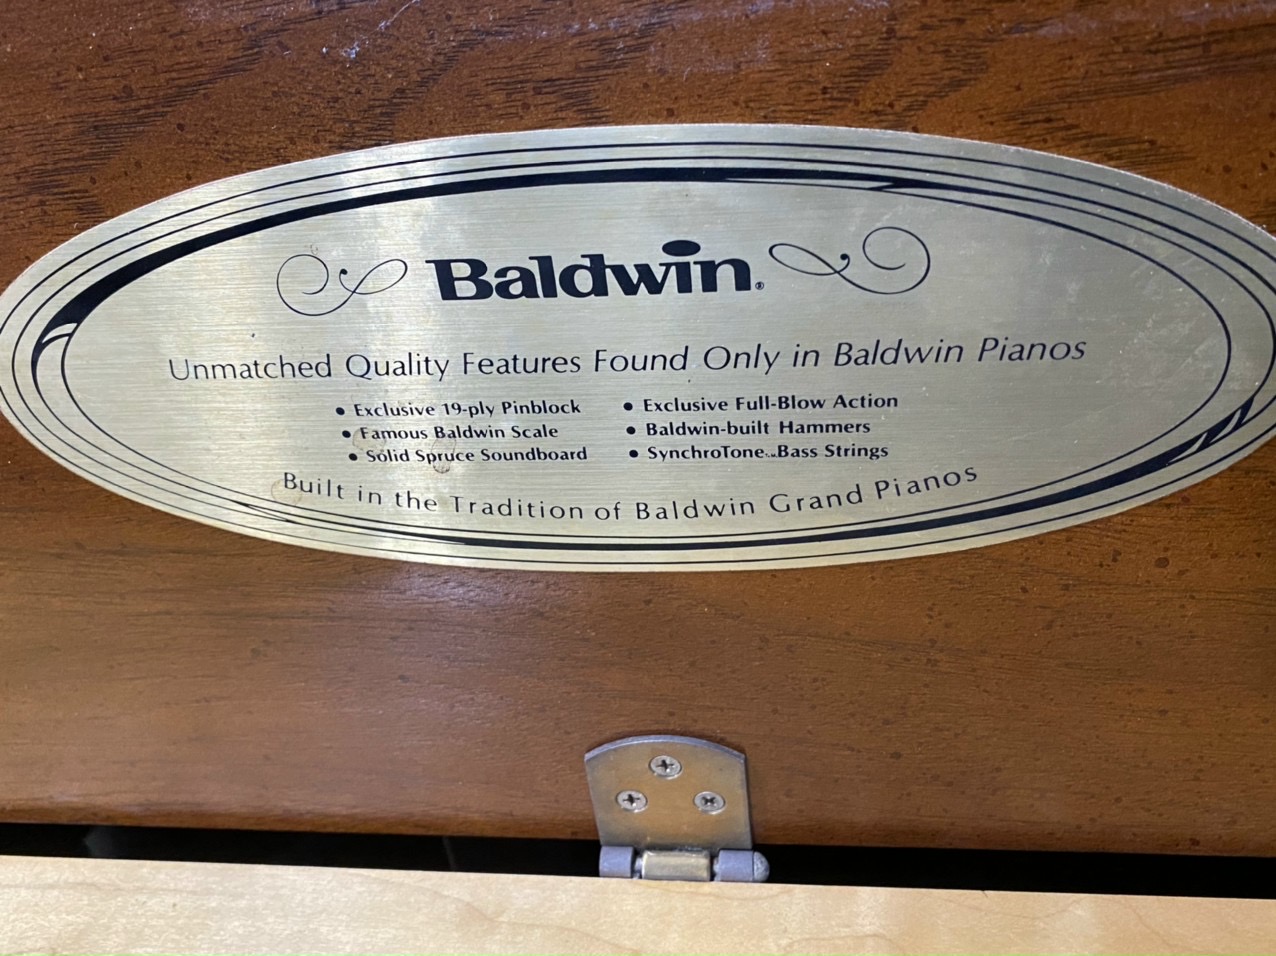 Baldwin®
Unmatched Quality Features Found Only in Baldwin Pianos
• Exclusive 19-ply Pinblock
• Famous Baldwin Scale
• Solid Spruce Soundboard
• Exclusive Full-Blow Action
• Baldwin-built Hammers
• SynchroTone™ Bass Strings
Built in the Tradition of Baldwin Grand Pianos